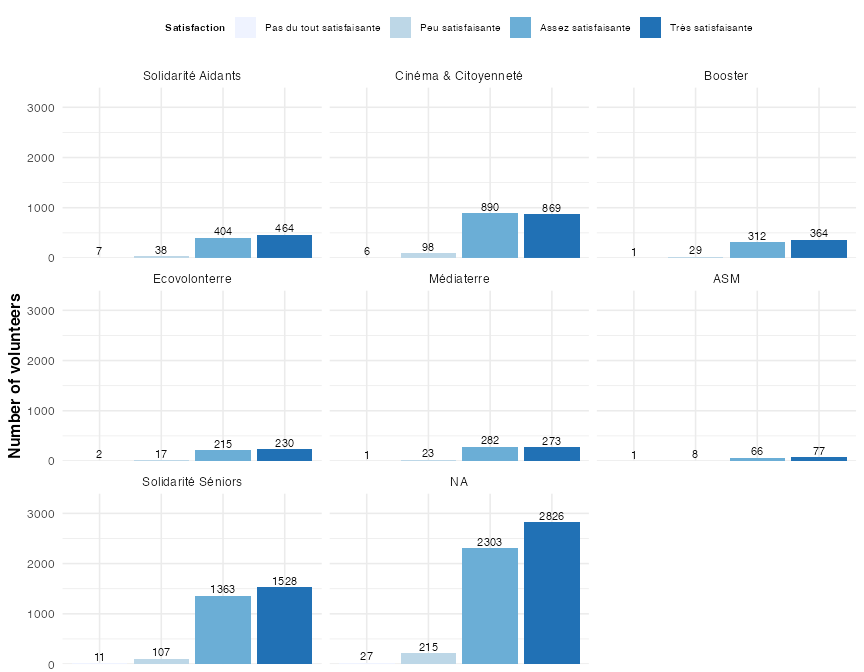 Satisfaction Pas du tout satisfaisante Peu satisfaisante Assez satisfaisante Très satisfaisante
Solidarité Aidants Cinéma & Citoyenneté Booster
3000
2000
1000
0
7 38 404 464
6 98 890 869
1 29 312 364
Ecovolonterre Médiaterre ASM
3000
2000
1000
0
2 17 215 230
1 23 282 273
1 8 66 77
Solidarité Séniors NA
3000
2000
1000
0
11 107 1363 1528
27 215 2303 2826
Number of volunteers